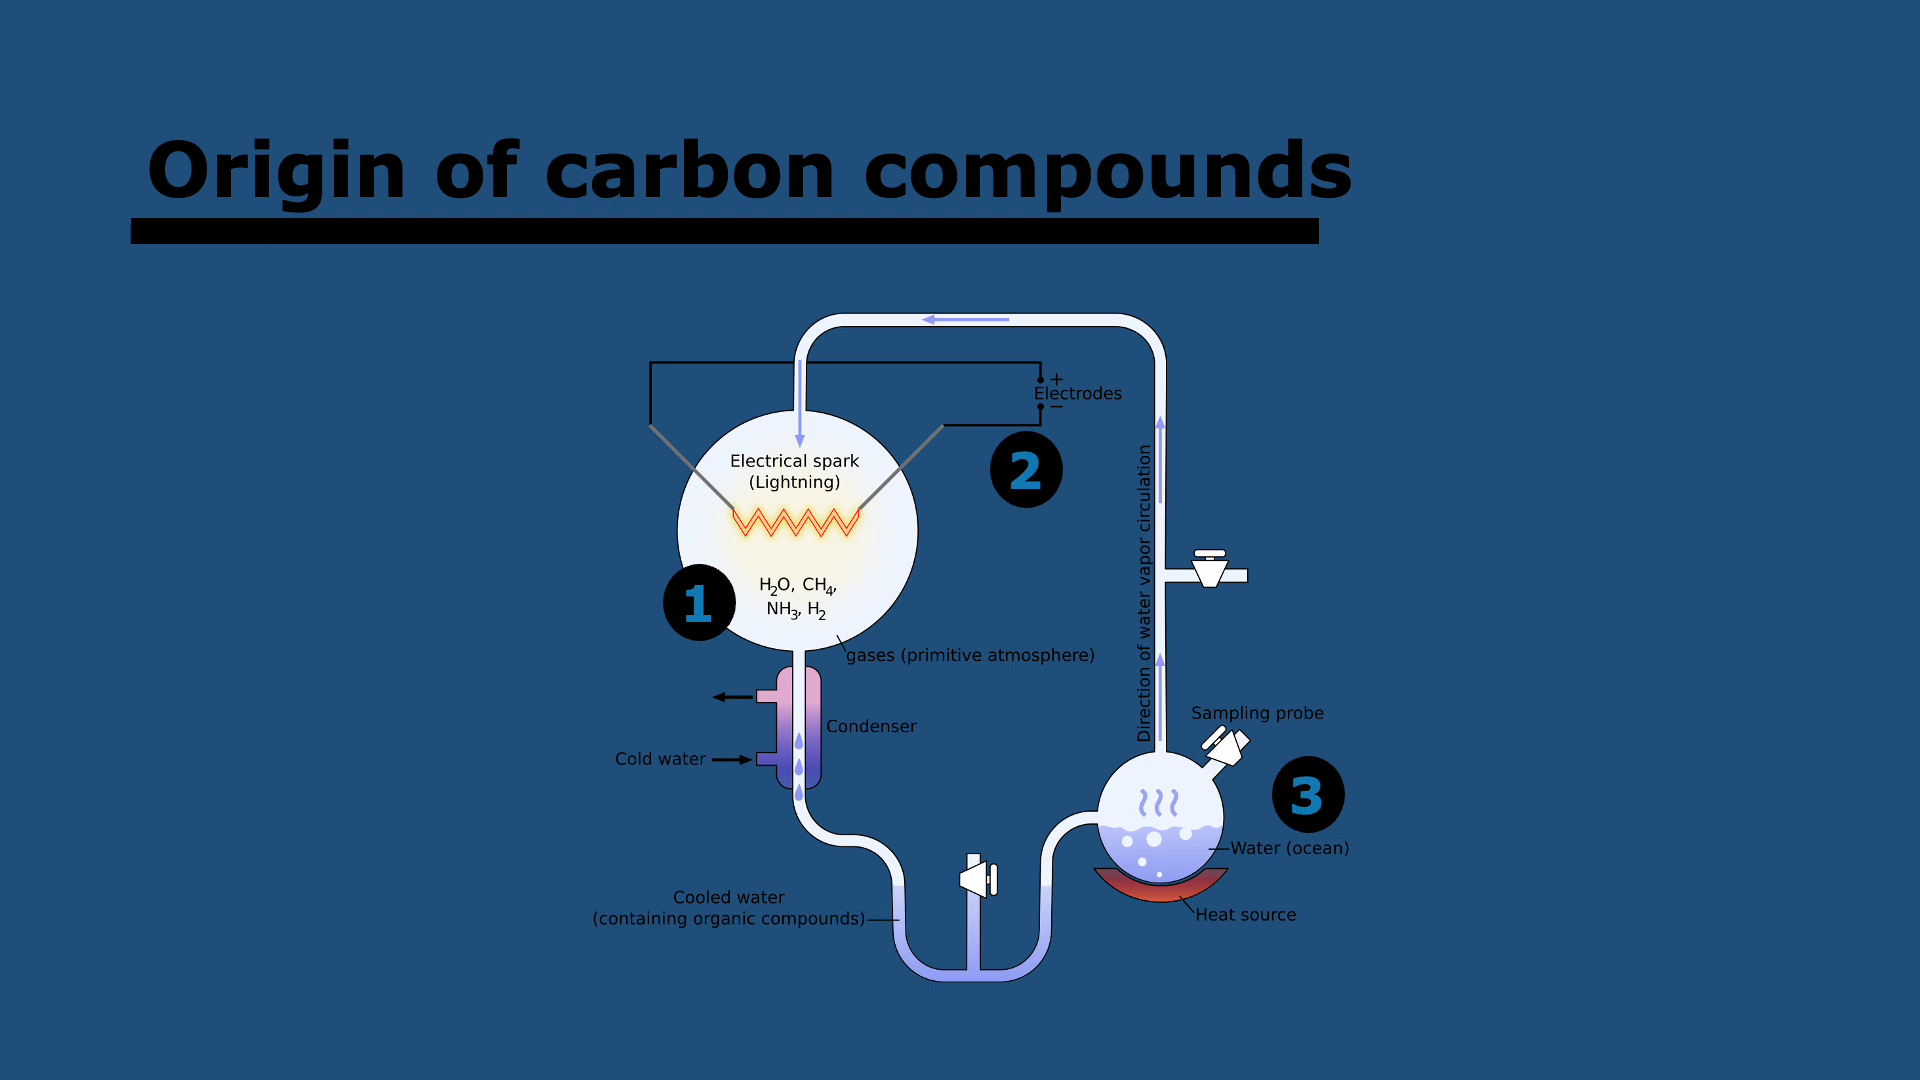 Origin of carbon compounds
+
Electrodes
−
2
Electrical spark
(Lightning)
Direction of water vapor circulation
H₂O, CH₄,
NH₃, H₂
1
gases (primitive atmosphere)
Sampling probe
Condenser
Cold water
3
Water (ocean)
Cooled water
(containing organic compounds)
Heat source